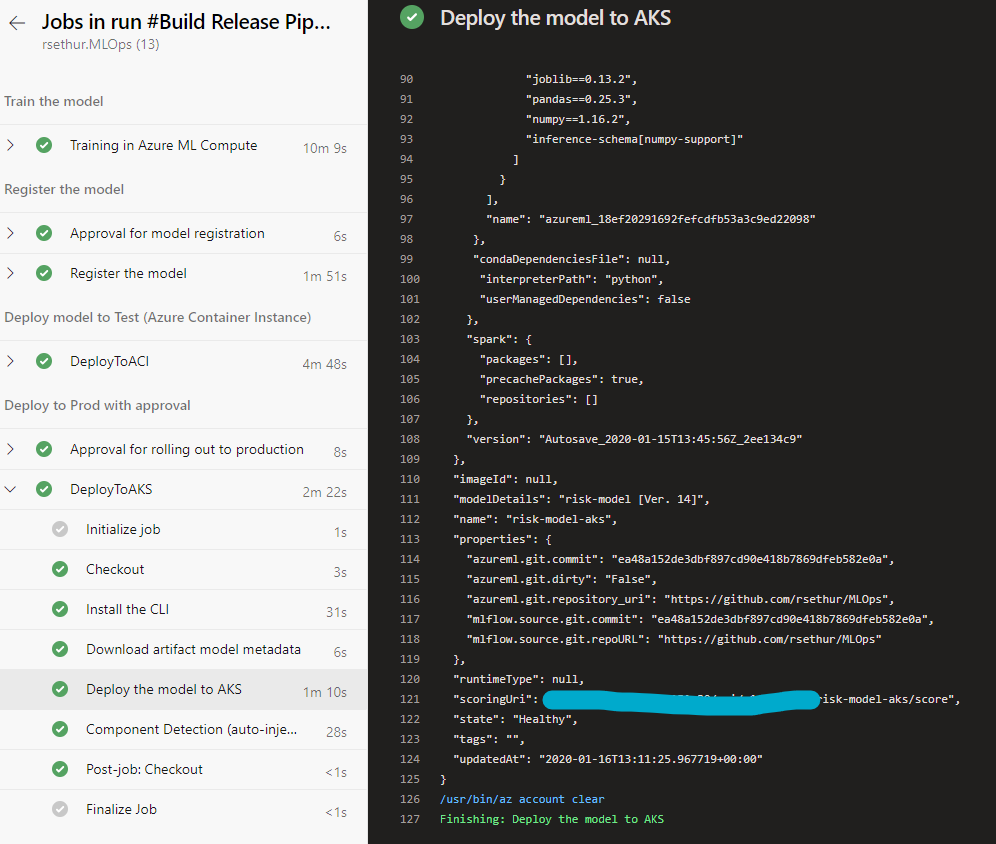 Jobs in run #Build Release Pip...
rsethur.MLOps (13)
Train the model
Training in Azure ML Compute 10m 9s
Register the model
Approval for model registration 6s
Register the model 1m 51s
Deploy model to Test (Azure Container Instance)
DeployToACI 4m 48s
Deploy to Prod with approval
Approval for rolling out to production 8s
DeployToAKS 2m 22s
Initialize job 1s
Checkout 3s
Install the CLI 31s
Download artifact model metadata 6s
Deploy the model to AKS 1m 10s
Component Detection (auto-inje... 28s
Post-job: Checkout <1s
Finalize Job <1s
Deploy the model to AKS
90 "joblib==0.13.2",
91 "pandas==0.25.3",
92 "numpy==1.16.2",
93 "inference-schema[numpy-support]"
94 ]
95 }
96 ],
97 "name": "azureml_18ef20291692fefcdfb53a3c9ed22098"
98 },
99 "condaDependenciesFile": null,
100 "interpreterPath": "python",
101 "userManagedDependencies": false
102 },
103 "spark": {
104 "packages": [],
105 "precachePackages": true,
106 "repositories": []
107 },
108 "version": "Autosave_2020-01-15T13:45:56Z_2ee134c9"
109 },
110 "imageId": null,
111 "modelDetails": "risk-model [Ver. 14]",
112 "name": "risk-model-aks",
113 "properties": {
114 "azureml.git.commit": "ea48a152de3dbf897cd90e418b7869dfeb582e0a",
115 "azureml.git.dirty": "False",
116 "azureml.git.repository_uri": "https://github.com/rsethur/MLOps",
117 "mlflow.source.git.commit": "ea48a152de3dbf897cd90e418b7869dfeb582e0a",
118 "mlflow.source.git.repoURL": "https://github.com/rsethur/MLOps"
119 },
120 "runtimeType": null,
121 "scoringUri": risk-model-aks/score",
122 "state": "Healthy",
123 "tags": "",
124 "updatedAt": "2020-01-16T13:11:25.967719+00:00"
125 }
126 /usr/bin/az account clear
127 Finishing: Deploy the model to AKS